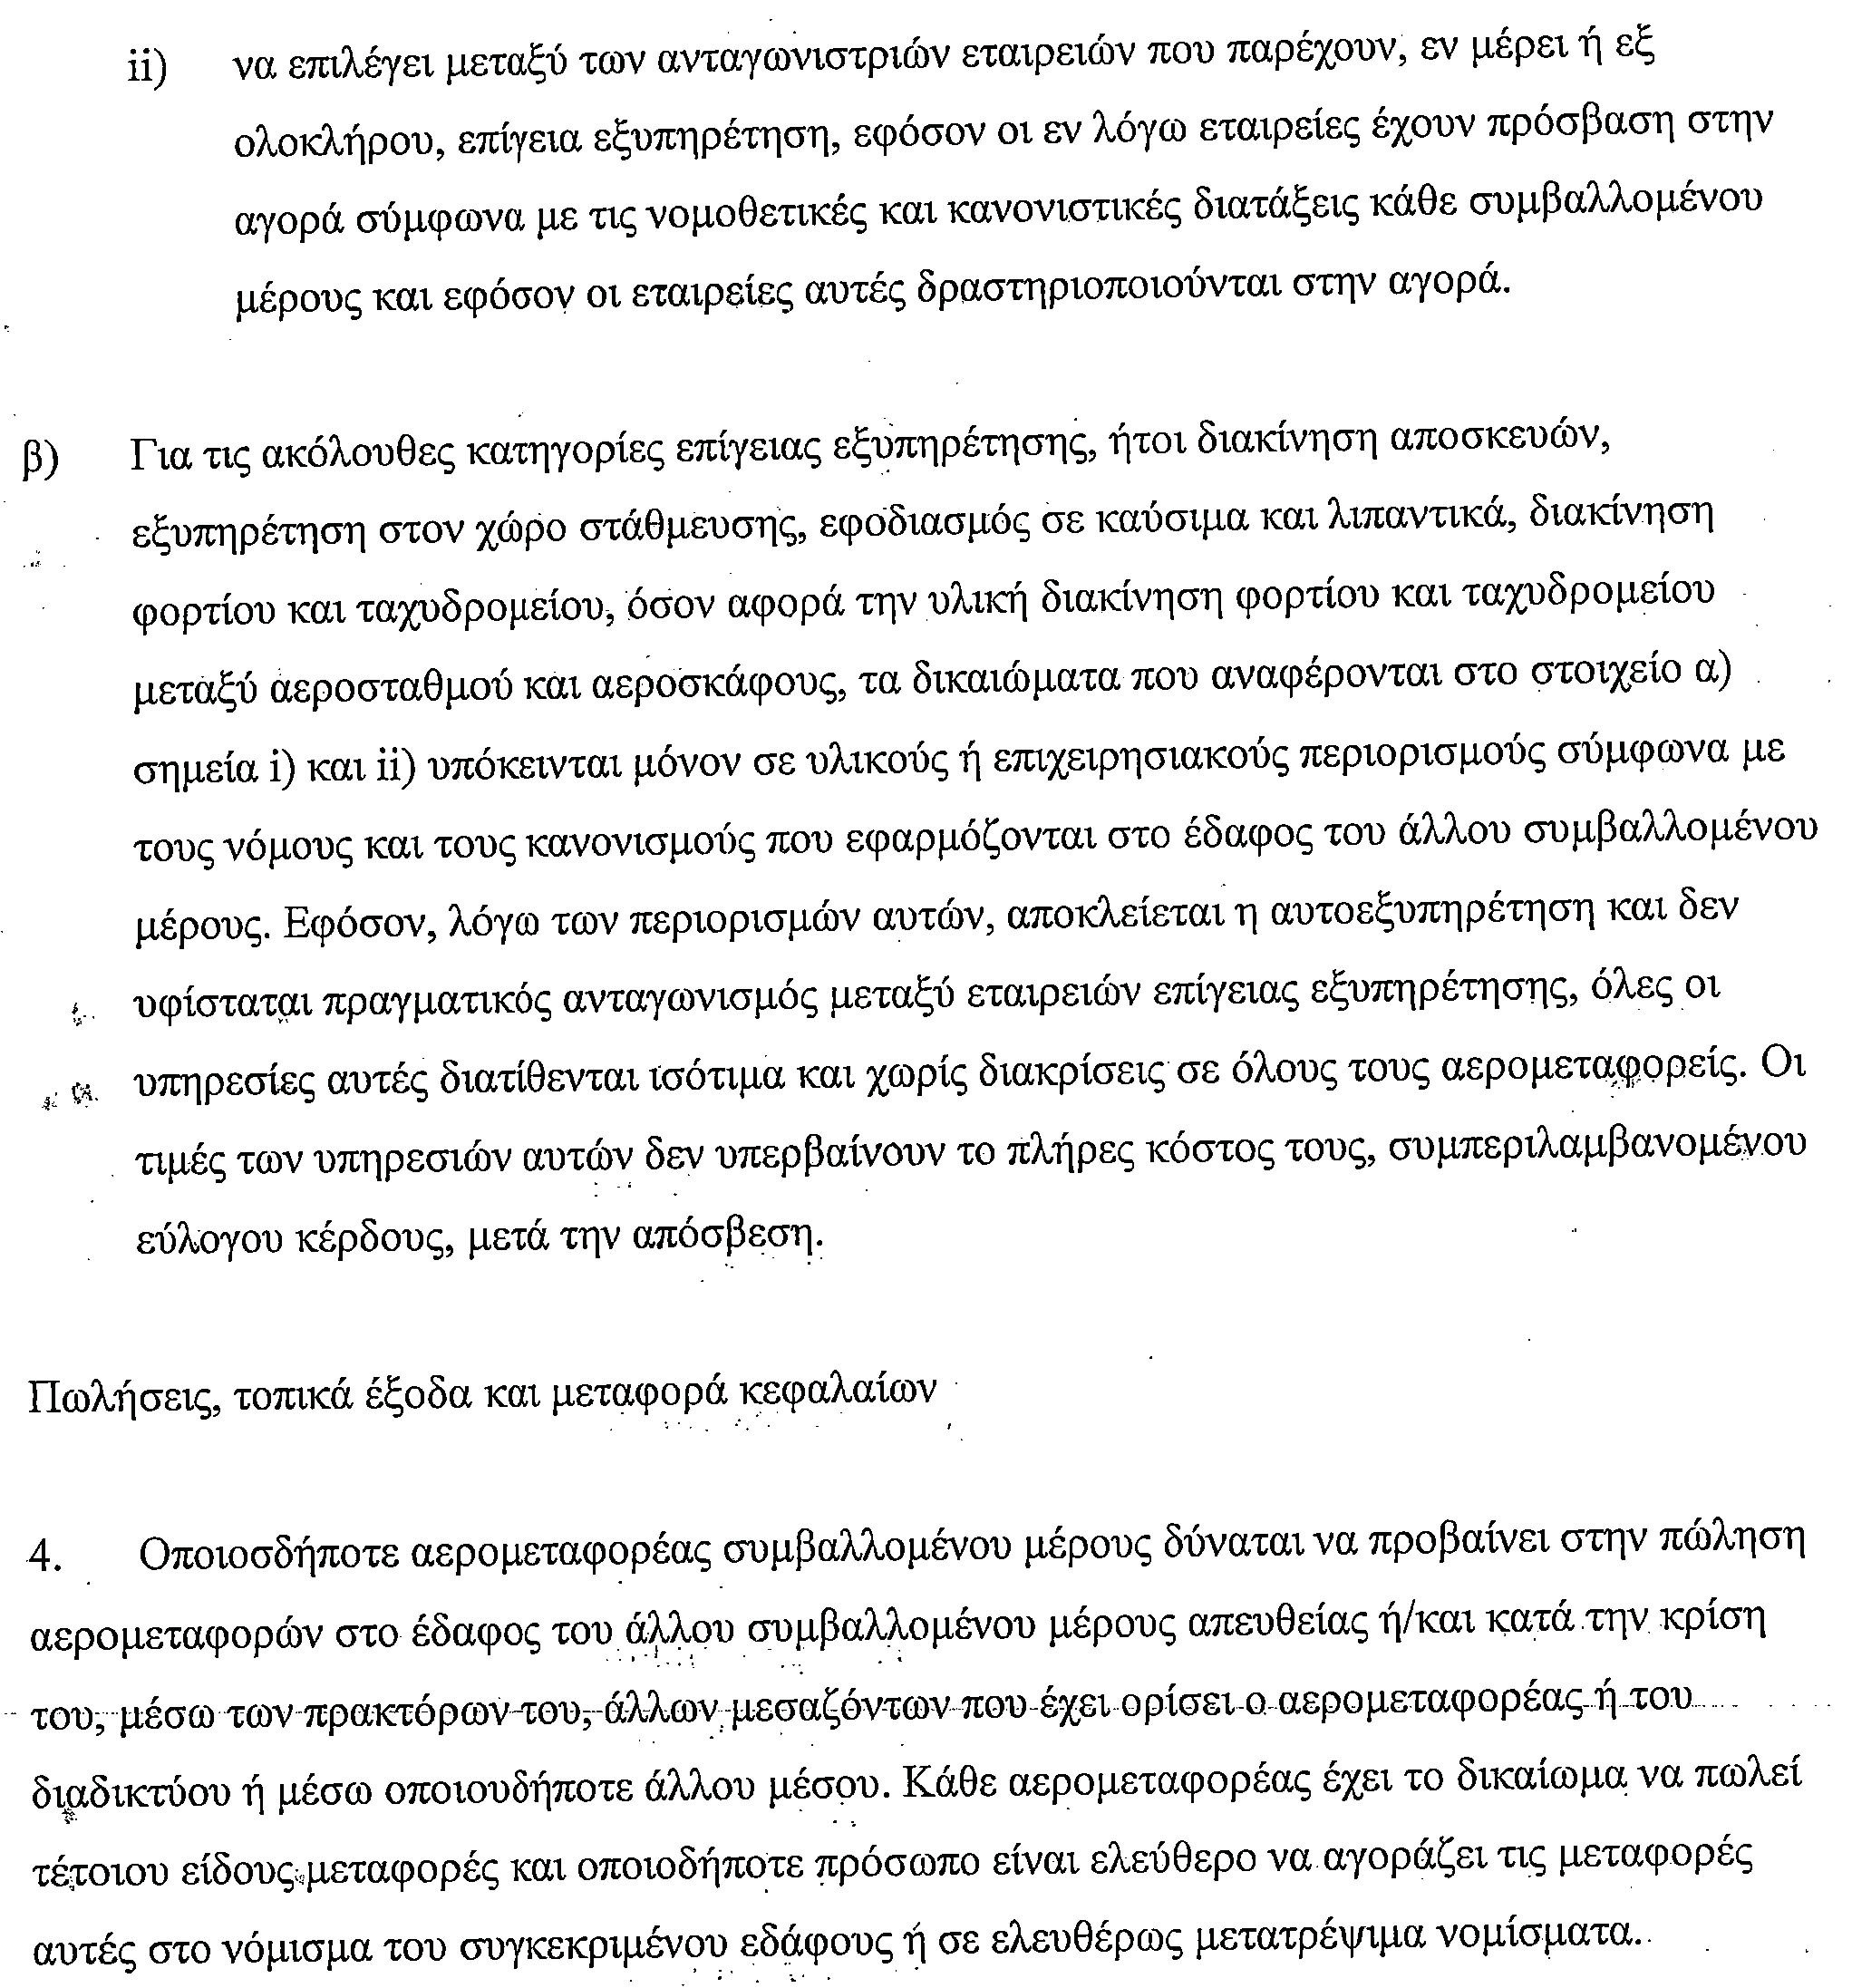 ii) να επιλέγει μεταξύ των ανταγωνιστριών εταιρειών που παρέχουν, εν μέρει ή εξ
ολοκλήρου, επίγεια εξυπηρέτηση, εφόσον οι εν λόγω εταιρείες έχουν πρόσβαση στην
αγορά σύμφωνα με τις νομοθετικές και κανονιστικές διατάξεις κάθε συμβαλλομένου
μέρους και εφόσον οι εταιρείες αυτές δραστηριοποιούνται στην αγορά.
β) Για τις ακόλουθες κατηγορίες επίγειας εξυπηρέτησης, ήτοι διακίνηση αποσκευών,
εξυπηρέτηση στον χώρο στάθμευσης, εφοδιασμός σε καύσιμα και λιπαντικά, διακίνηση
φορτίου και ταχυδρομείου, όσον αφορά την υλική διακίνηση φορτίου και ταχυδρομείου
μεταξύ αεροσταθμού και αεροσκάφους, τα δικαιώματα που αναφέρονται στο στοιχείο α)
σημεία i) και ii) υπόκεινται μόνον σε υλικούς ή επιχειρησιακούς περιορισμούς σύμφωνα με
τους νόμους και τους κανονισμούς που εφαρμόζονται στο έδαφος του άλλου συμβαλλομένου
μέρους. Εφόσον, λόγω των περιορισμών αυτών, αποκλείεται η αυτοεξυπηρέτηση και δεν
υφίσταται πραγματικός ανταγωνισμός μεταξύ εταιρειών επίγειας εξυπηρέτησης, όλες οι
υπηρεσίες αυτές διατίθενται ισότιμα και χωρίς διακρίσεις σε όλους τους αερομεταφορείς. Οι
τιμές των υπηρεσιών αυτών δεν υπερβαίνουν το πλήρες κόστος τους, συμπεριλαμβανομένου
εύλογου κέρδους, μετά την απόσβεση.
Πωλήσεις, τοπικά έξοδα και μεταφορά κεφαλαίων
4. Οποιοσδήποτε αερομεταφορέας συμβαλλομένου μέρους δύναται να προβαίνει στην πώληση
αερομεταφορών στο έδαφος του άλλου συμβαλλομένου μέρους απευθείας ή/και κατά την κρίση
του, μέσω των πρακτόρων του, άλλων μεσαζόντων που έχει ορίσει ο αερομεταφορέας ή του
διαδικτύου ή μέσω οποιουδήποτε άλλου μέσου. Κάθε αερομεταφορέας έχει το δικαίωμα να πωλεί
τέτοιου είδους μεταφορές και οποιοδήποτε πρόσωπο είναι ελεύθερο να αγοράζει τις μεταφορές
αυτές στο νόμισμα του συγκεκριμένου εδάφους ή σε ελευθέρως μετατρέψιμα νομίσματα.